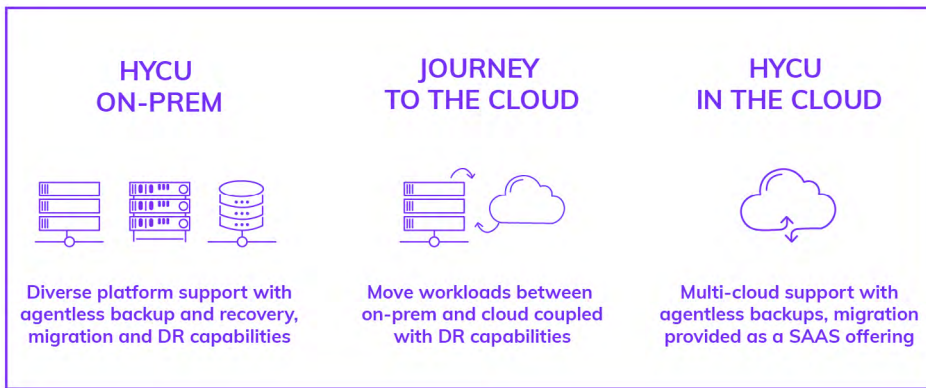 HYCU
ON-PREM
Diverse platform support with
agentless backup and recovery,
migration and DR capabilities
JOURNEY
TO THE CLOUD
Move workloads between
on-prem and cloud coupled
with DR capabilities
HYCU
IN THE CLOUD
Multi-cloud support with
agentless backups, migration
provided as a SAAS offering